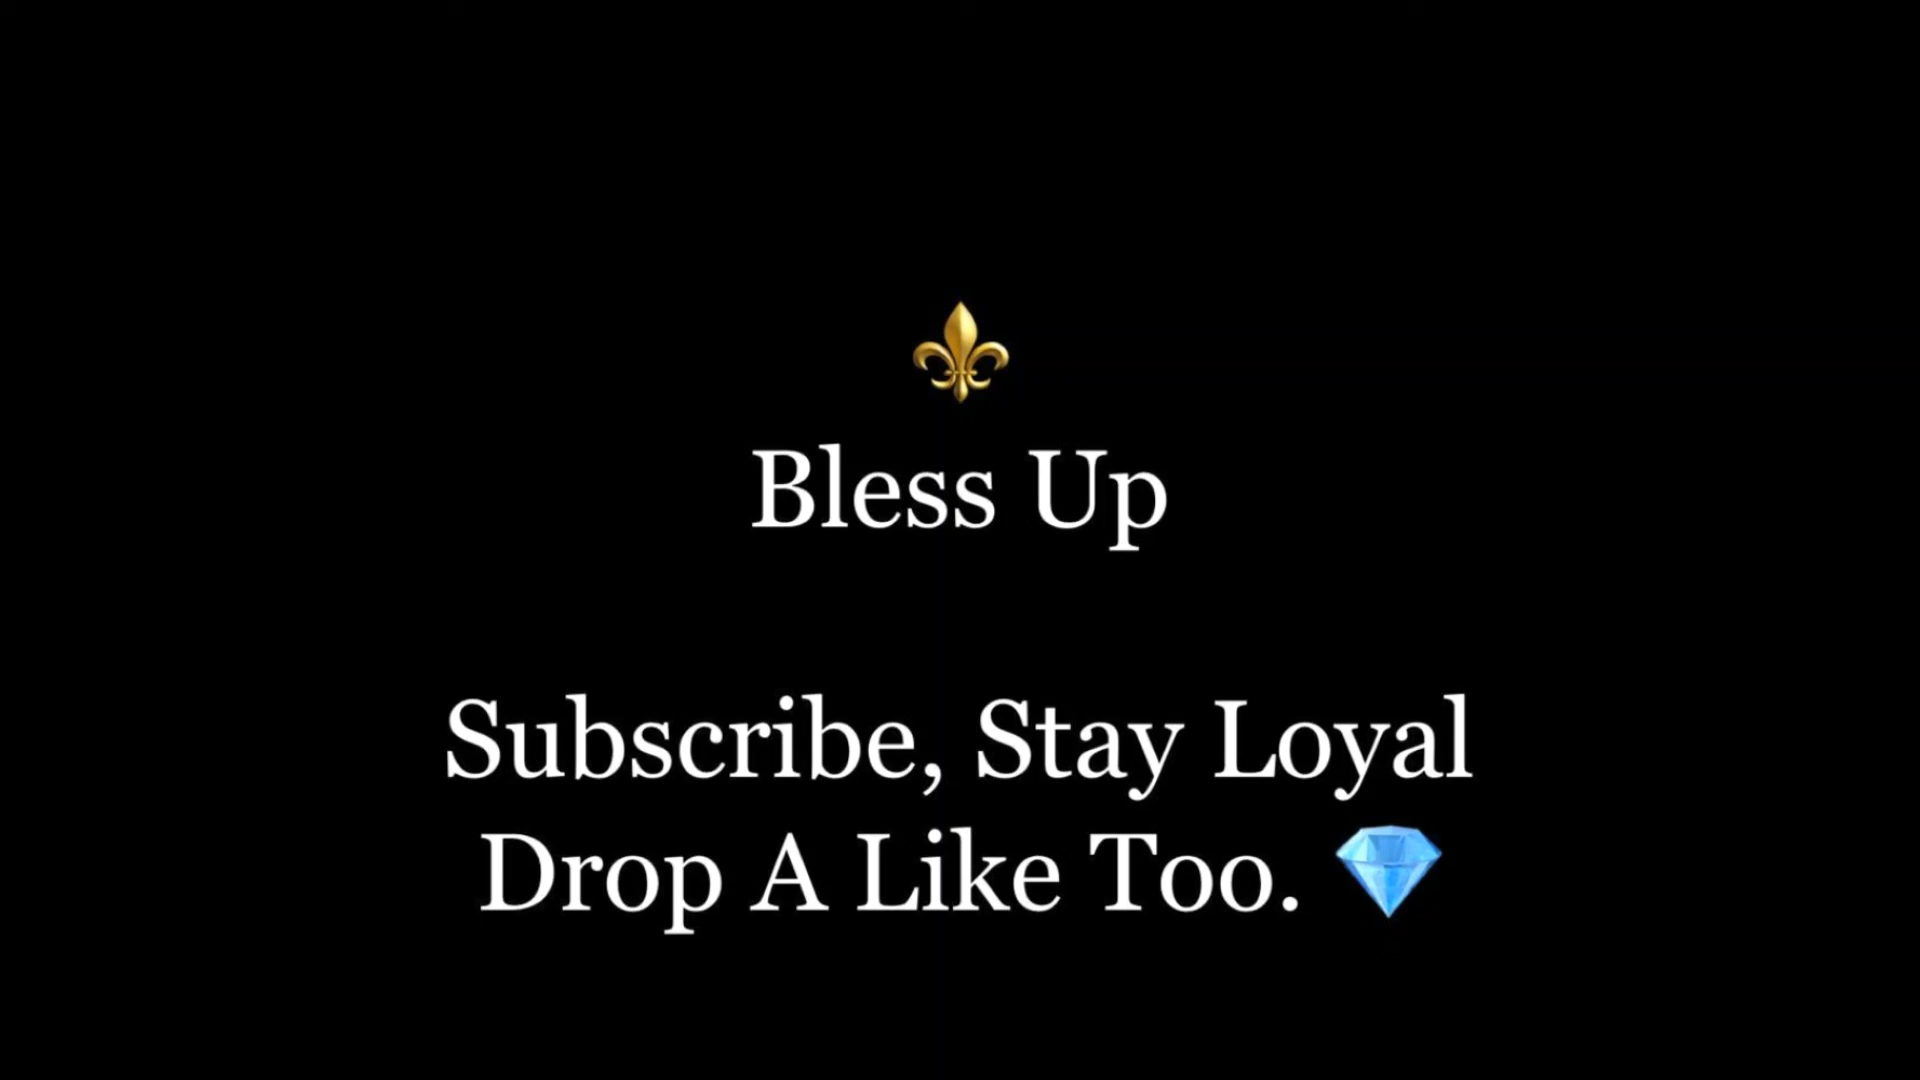 ⚜️
Bless Up
Subscribe, Stay Loyal
Drop A Like Too. 💎